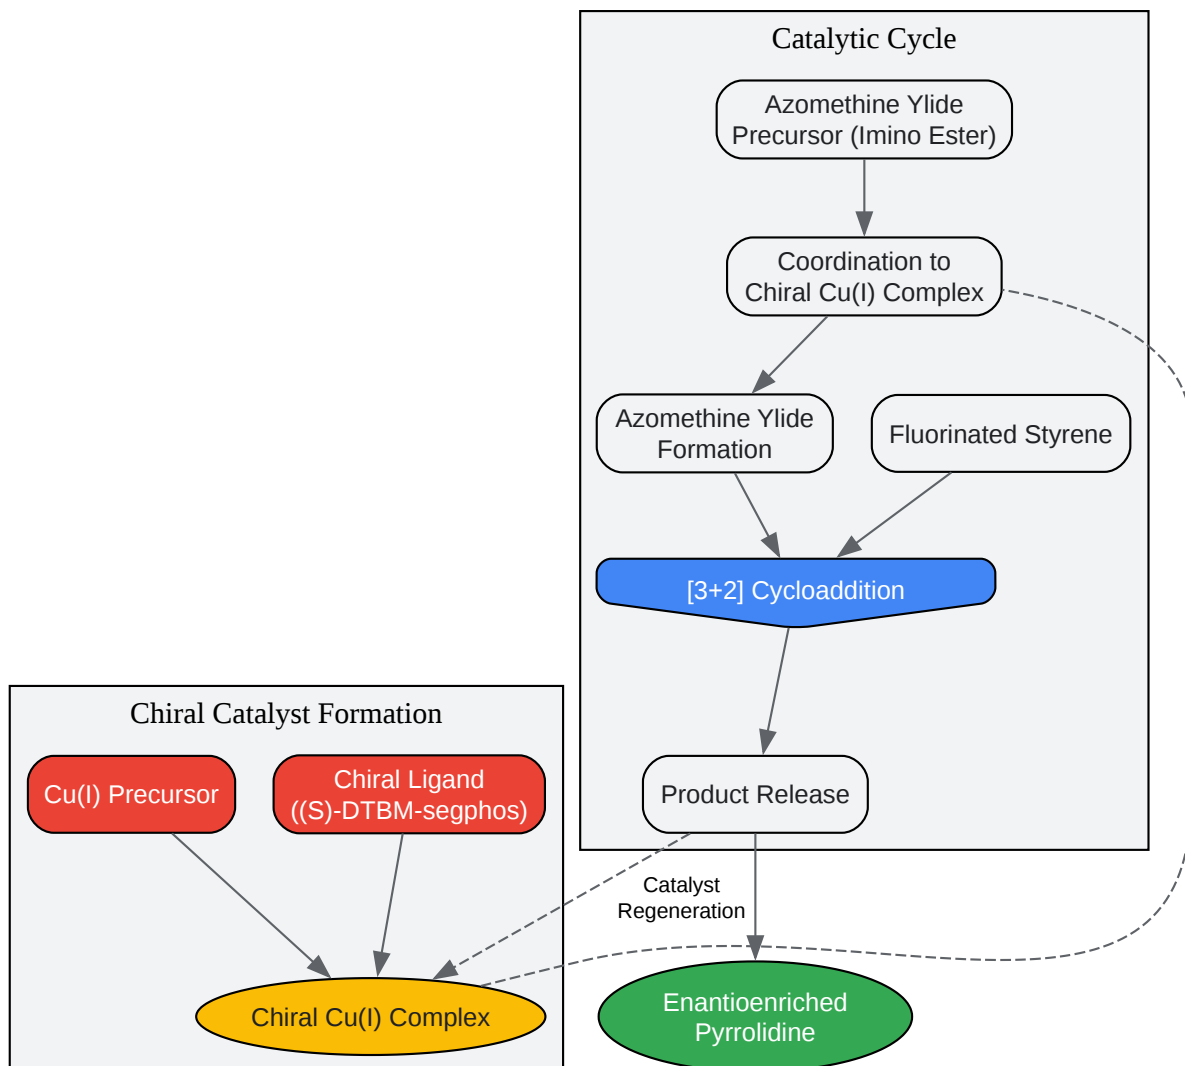 Catalytic Cycle
Azomethine Ylide
Precursor (Imino Ester)
Coordination to
Chiral Cu(I) Complex
Azomethine Ylide
Formation
Fluorinated Styrene
[3+2] Cycloaddition
Product Release
Chiral Catalyst Formation
Cu(I) Precursor
Chiral Ligand
((S)-DTBM-segphos)
Catalyst
Regeneration
Chiral Cu(I) Complex
Enantioenriched
Pyrrolidine